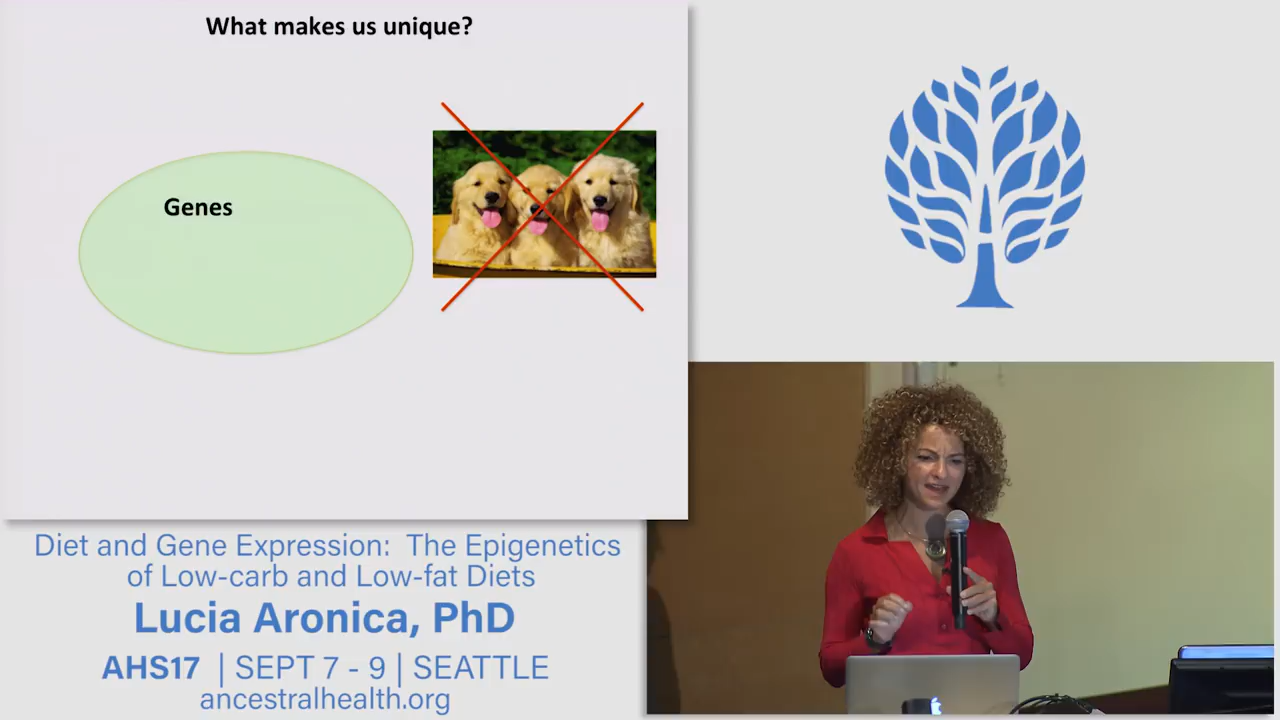 What makes us unique?
Genes
Diet and Gene Expression: The Epigenetics
of Low-carb and Low-fat Diets
Lucia Aronica, PhD
AHS17 | SEPT 7 - 9 | SEATTLE
ancestralhealth.org